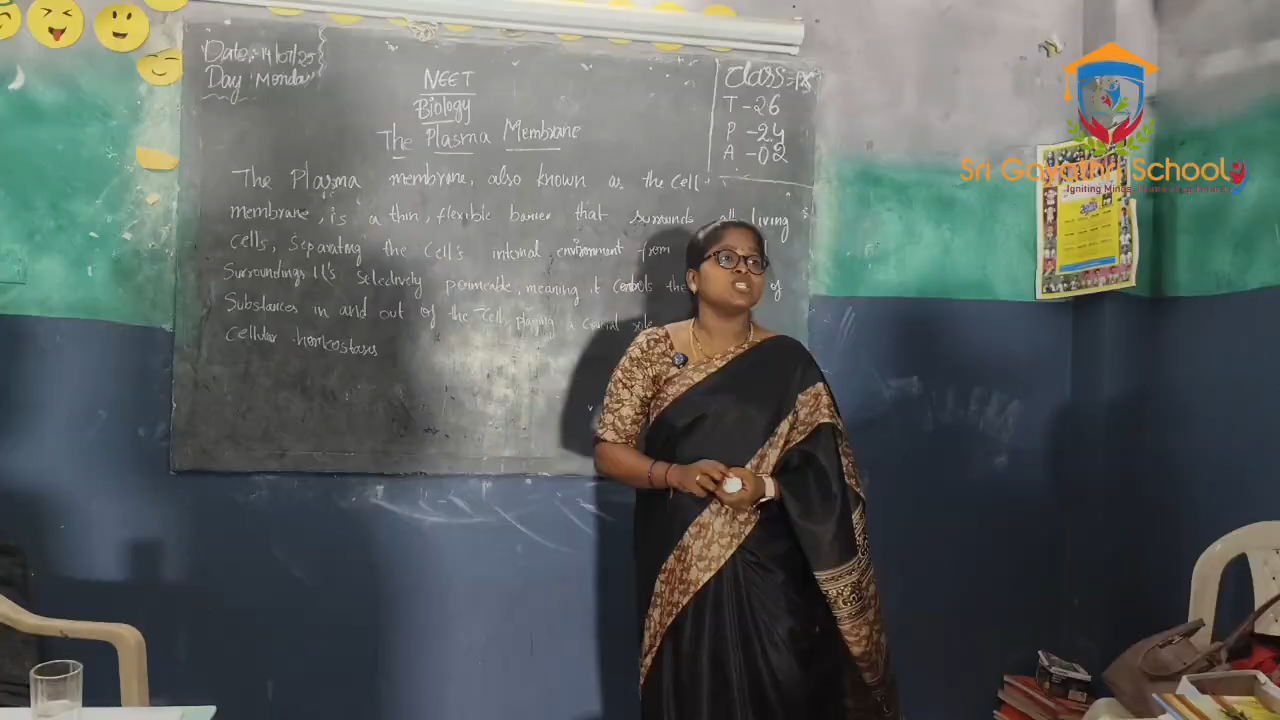 Date:- 14/07/25
Day: Monday
NEET
Biology
The Plasma Membrane
Class:-
T - 26
P - 24
A - 02
The Plasma membrane, also known as the Cell
membrane, is a thin, flexible barrier that surrounds all living
cells, separating the Cell's internal environment from
Surroundings It's selectively permeable, meaning it controls the of
Substances in and out of the Cell, playing a crucial role
cellular homeostasis
Sri Gayathri School
Igniting Minds,